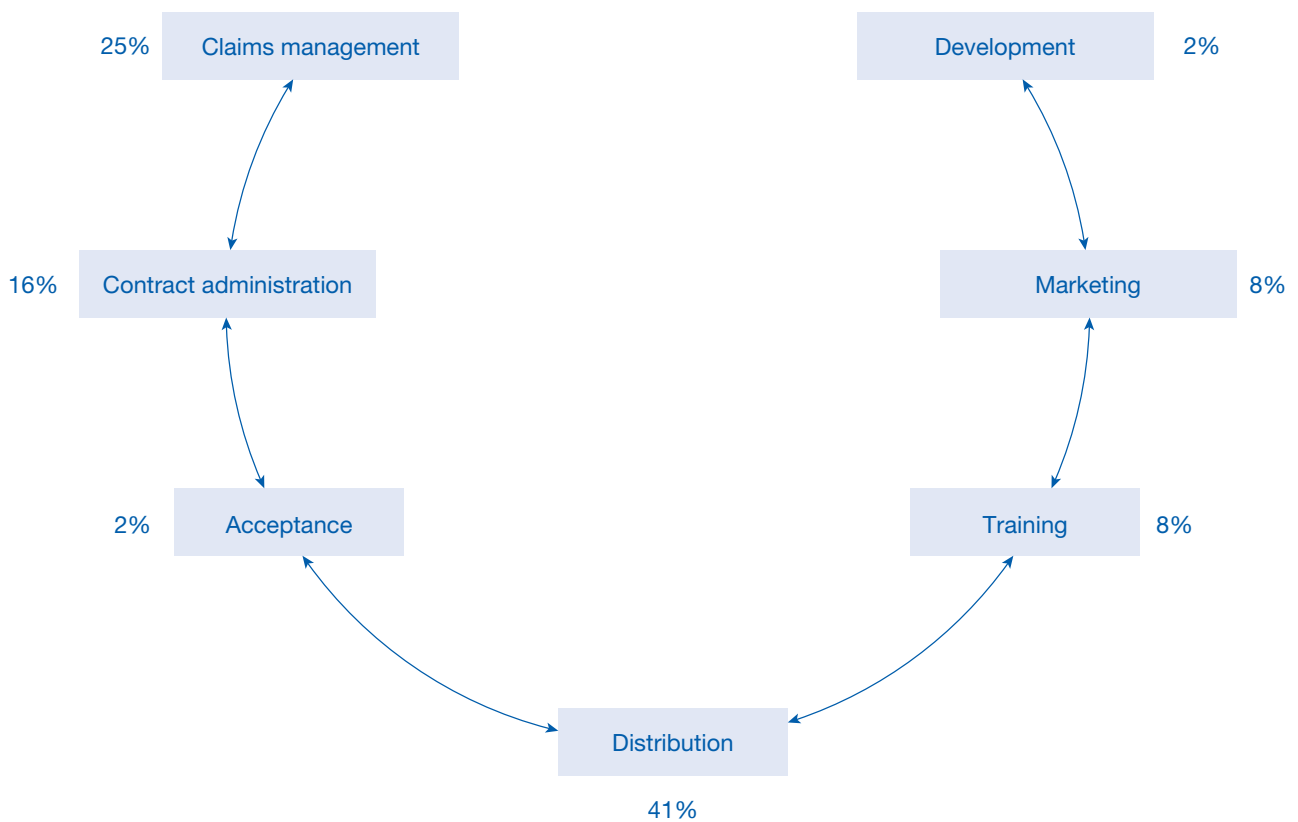 25% Claims management
Development 2%
16% Contract administration
Marketing 8%
2% Acceptance
Training 8%
Distribution
41%